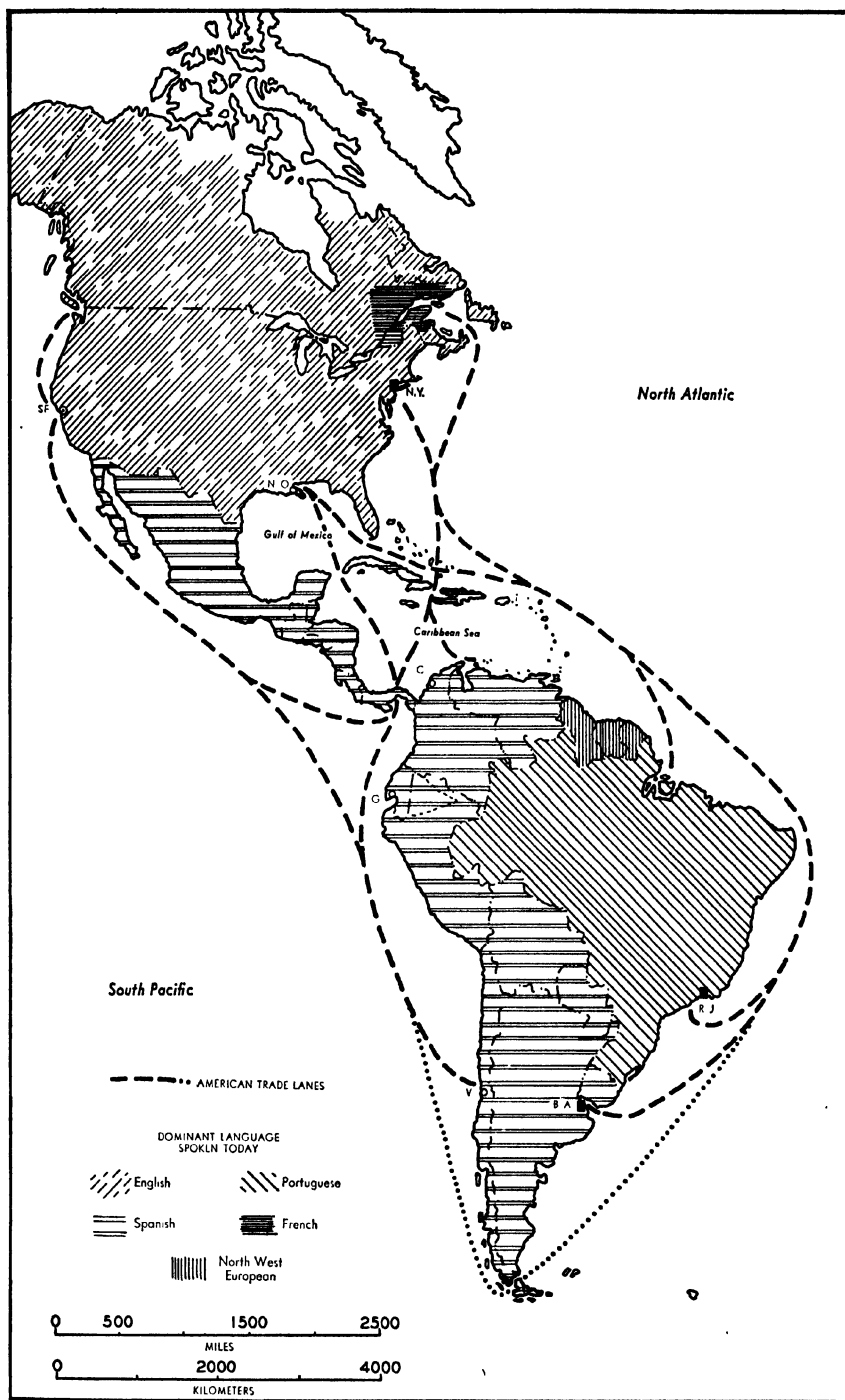 N.Y.
North Atlantic
SF
N O
Gulf of Mexico
Caribbean Sea
C
B
G
South Pacific
R J
AMERICAN TRADE LANES
V
B A
DOMINANT LANGUAGE
SPOKLN TODAY
English
Portuguese
Spanish
French
North West
European
0 500 1500 2500
MILES
0 2000 4000
KILOMETERS